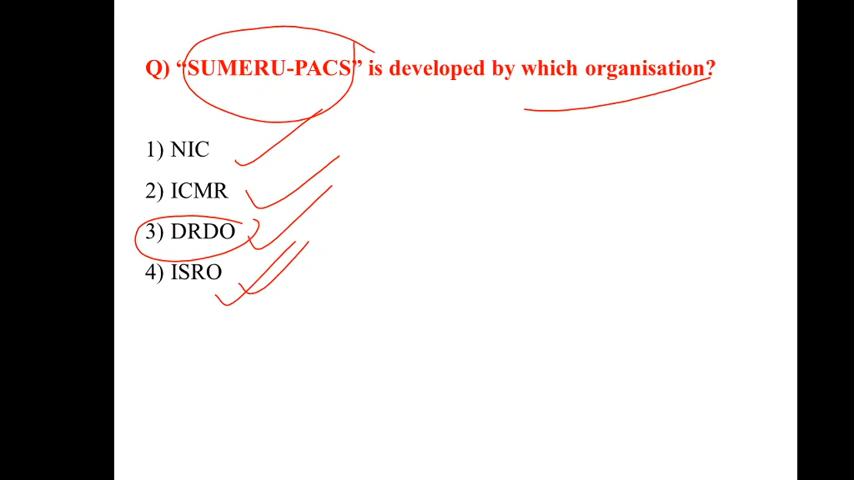 Q) “SUMERU-PACS” is developed by which organisation?
1) NIC
2) ICMR
3) DRDO
4) ISRO